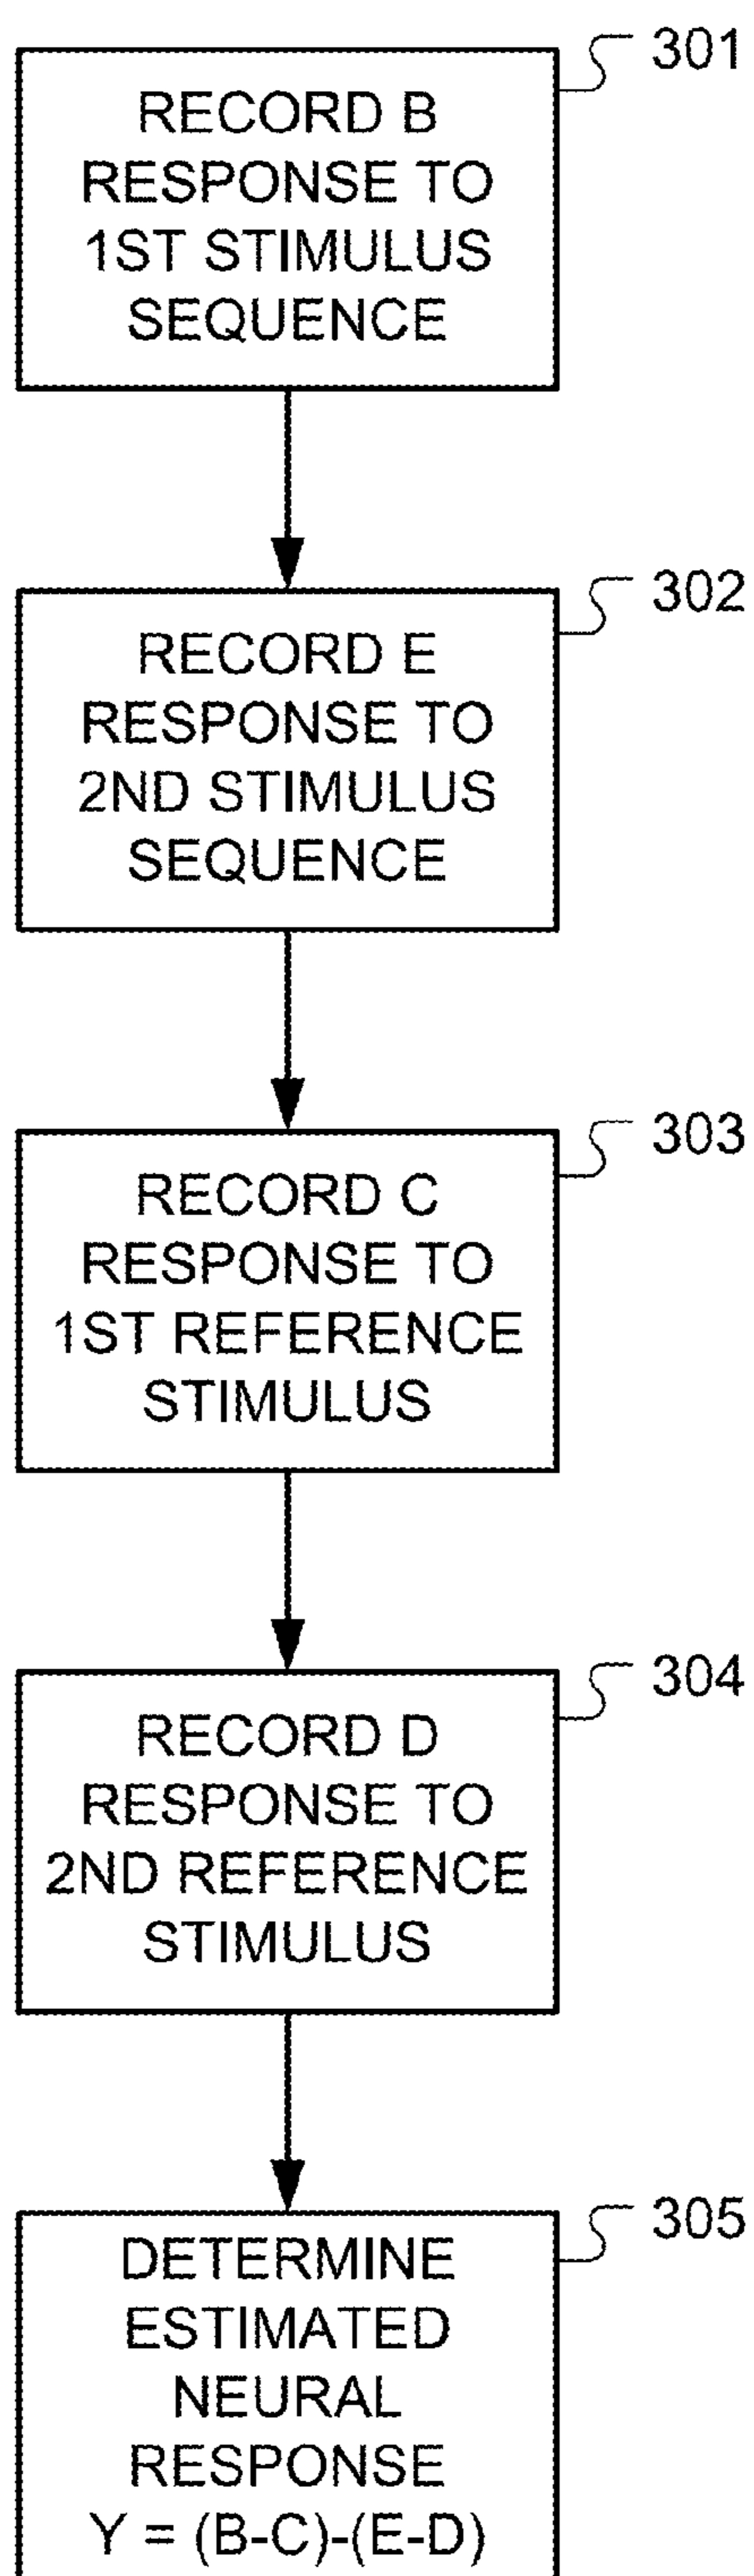 301
RECORD B
RESPONSE TO
1ST STIMULUS
SEQUENCE
302
RECORD E
RESPONSE TO
2ND STIMULUS
SEQUENCE
303
RECORD C
RESPONSE TO
1ST REFERENCE
STIMULUS
304
RECORD D
RESPONSE TO
2ND REFERENCE
STIMULUS
305
DETERMINE
ESTIMATED
NEURAL
RESPONSE
Y = (B-C)-(E-D)